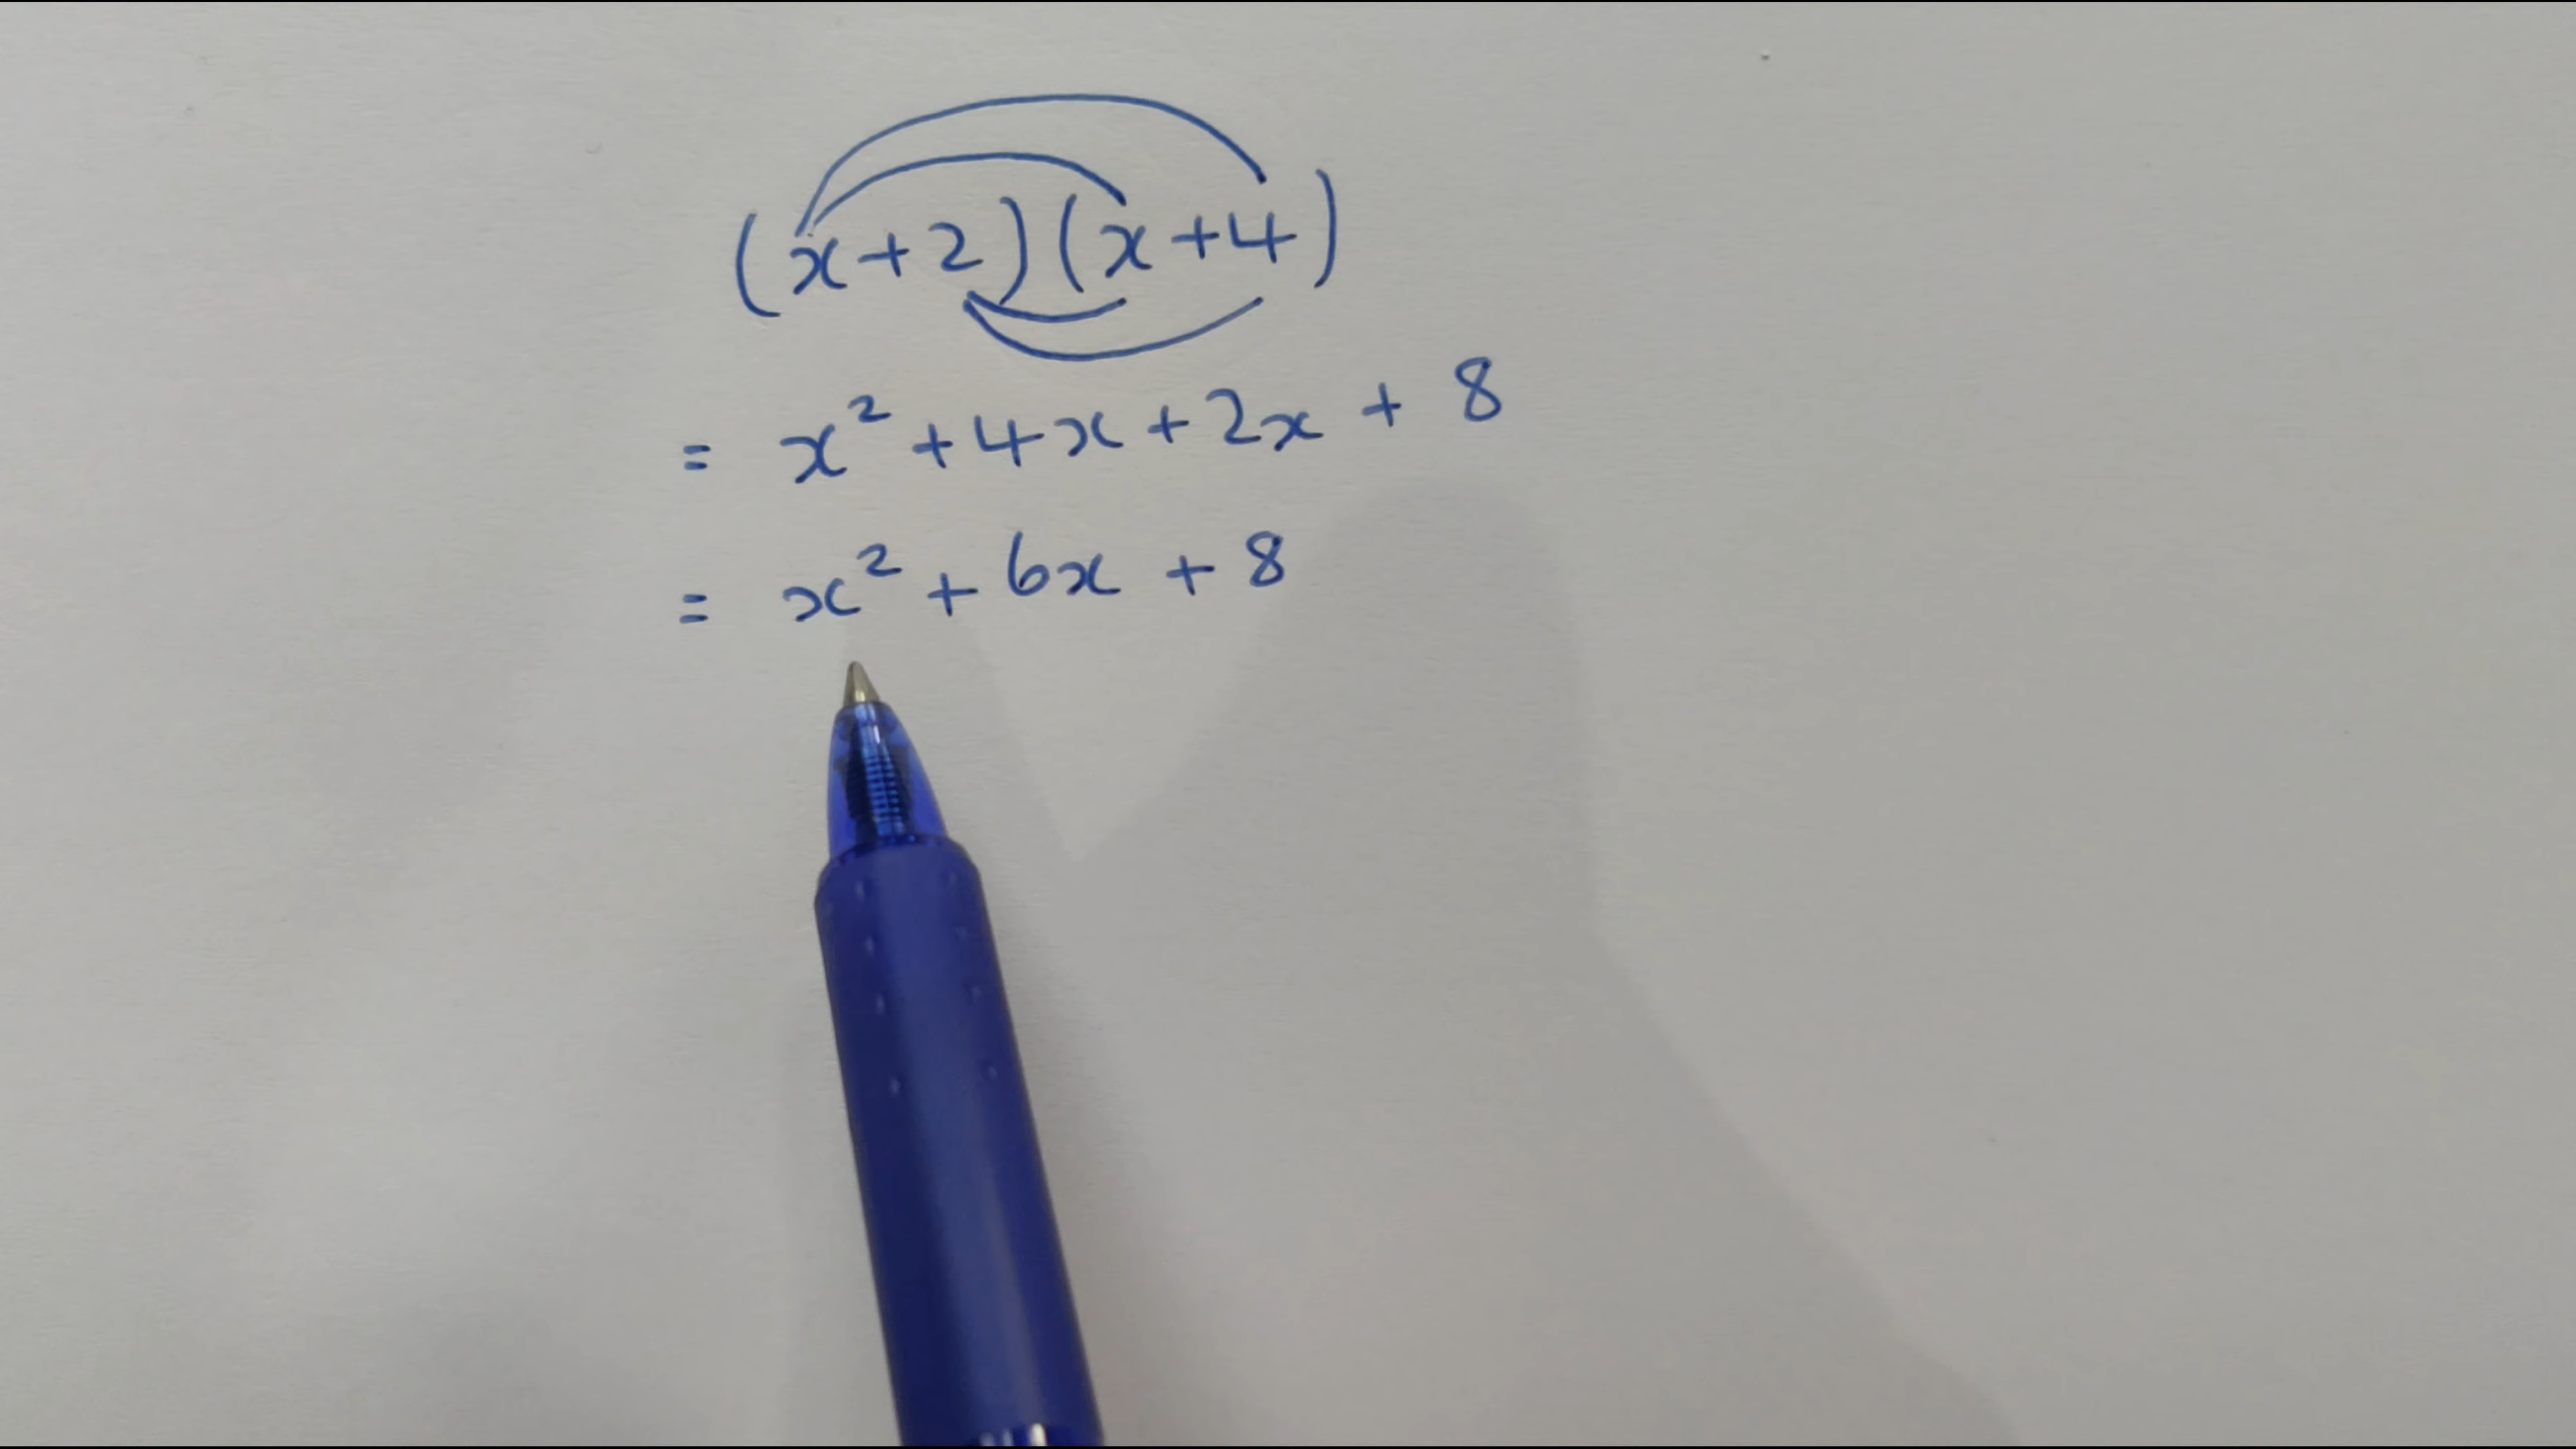 (x+2)(x+4)
= x² + 4x + 2x + 8
= x² + 6x + 8